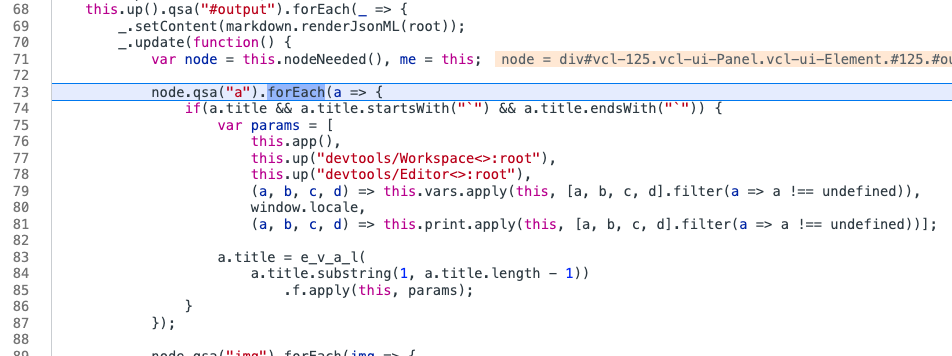 68 this.up().qsa("#output").forEach(_ => {
69 _.setContent(markdown.renderJsonML(root));
70 _.update(function() {
71 var node = this.nodeNeeded(), me = this; node = div#vcl-125.vcl-ui-Panel.vcl-ui-Element.#125.#ou
72
73 node.qsa("a").forEach(a => {
74 if(a.title && a.title.startsWith("`") && a.title.endsWith("`")) {
75 var params = [
76 this.app(),
77 this.up("devtools/Workspace<>:root"),
78 this.up("devtools/Editor<>:root"),
79 (a, b, c, d) => this.vars.apply(this, [a, b, c, d].filter(a => a !== undefined)),
80 window.locale,
81 (a, b, c, d) => this.print.apply(this, [a, b, c, d].filter(a => a !== undefined))];
82
83 a.title = e_v_a_l(
84 a.title.substring(1, a.title.length - 1))
85 .f.apply(this, params);
86 }
87 });
88
89 node.qsa("img").forEach(img => {